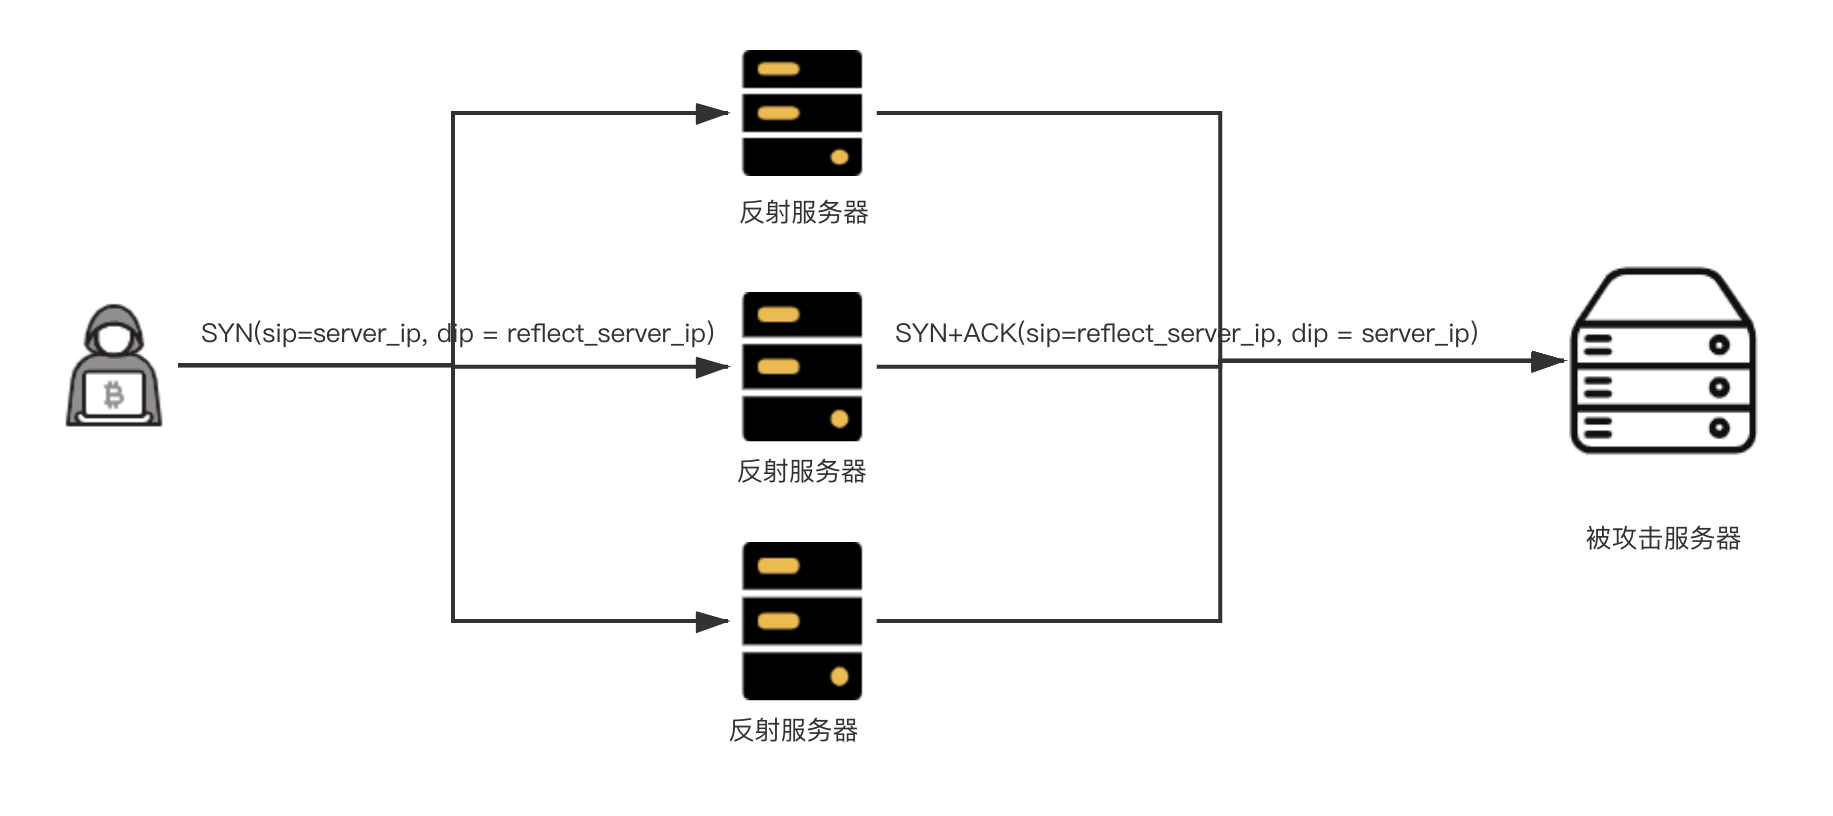 反射服务器
SYN(sip=server_ip, dip = reflect_server_ip)
SYN+ACK(sip=reflect_server_ip, dip = server_ip)
反射服务器
被攻击服务器
反射服务器